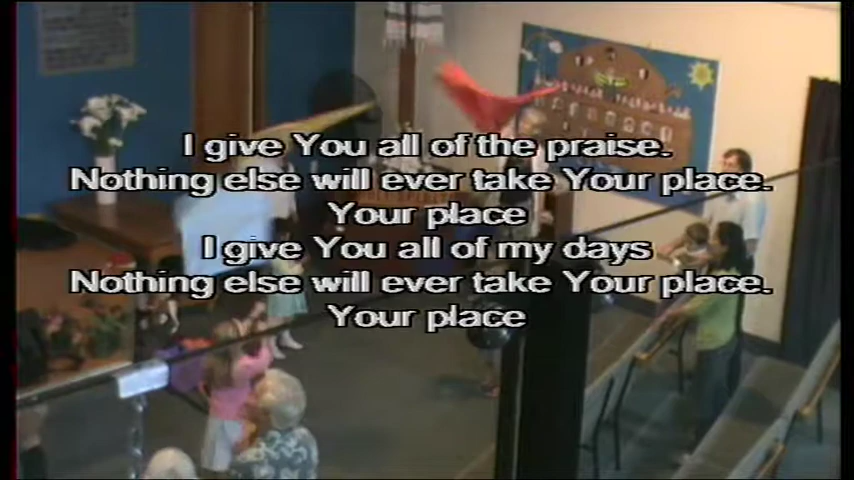 I give You all of the praise.
Nothing else will ever take Your place.
Your place
I give You all of my days
Nothing else will ever take Your place.
Your place